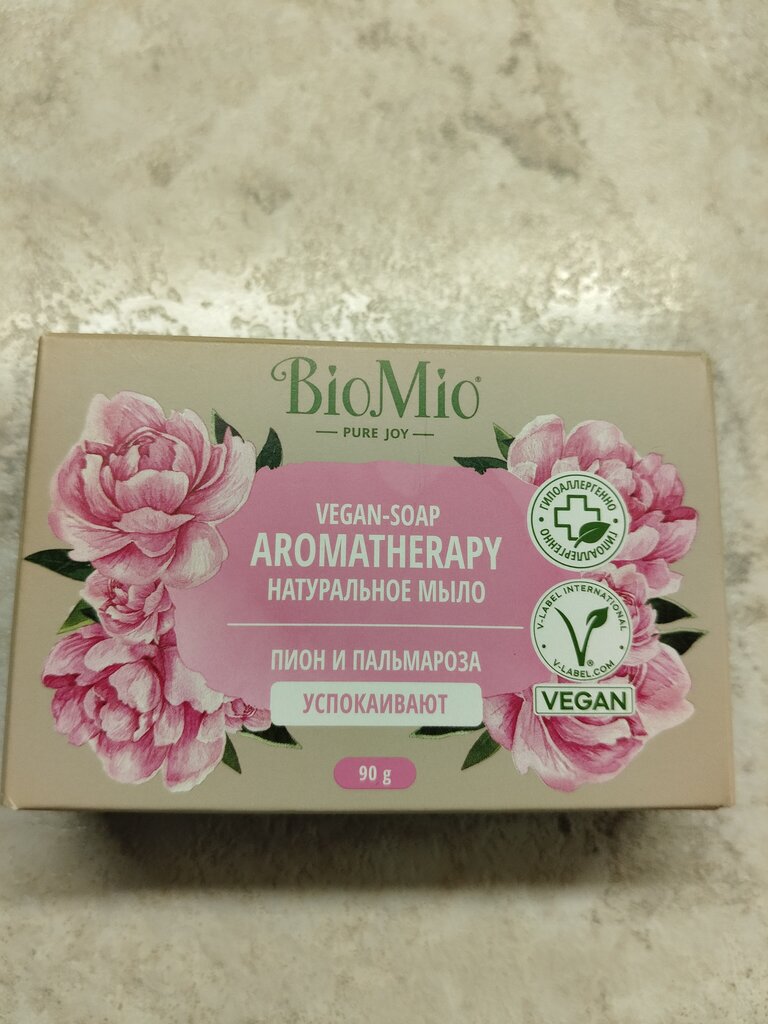 BioMio®
PURE JOY
VEGAN-SOAP
AROMATHERAPY
НАТУРАЛЬНОЕ МЫЛО
ПИОН И ПАЛЬМАРОЗА
УСПОКАИВАЮТ
90 g
ГИПОАЛЛЕРГЕННО · ГИПОАЛЛЕРГЕННО ·
V-LABEL INTERNATIONAL
· V-LABEL.COM ·
®
VEGAN